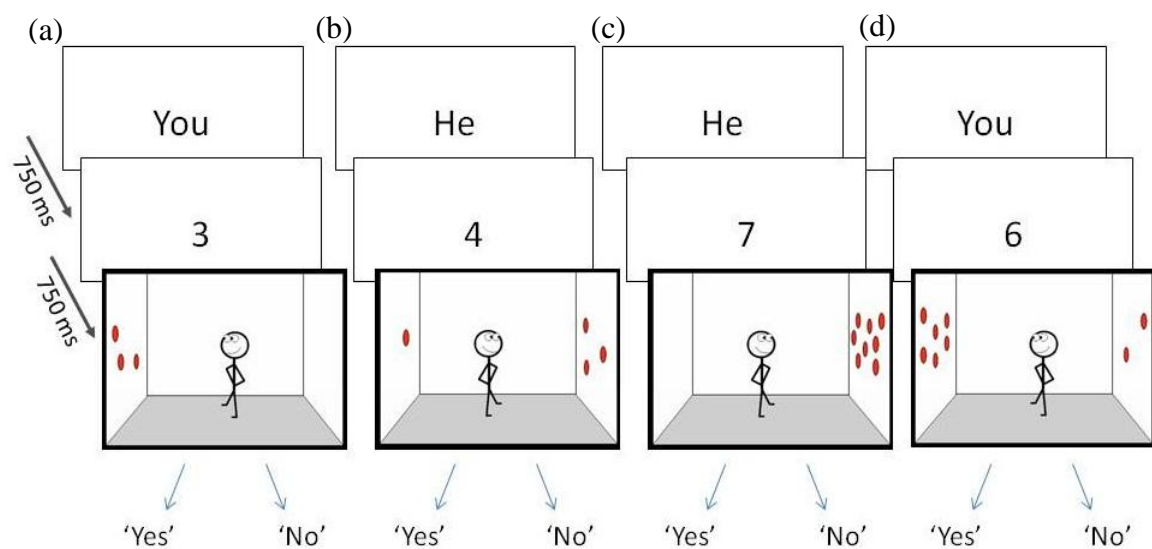 (a) (b) (c) (d)
You He He You
750 ms
3 4 7 6
750 ms
‘Yes’ ‘No’ ‘Yes’ ‘No’ ‘Yes’ ‘No’ ‘Yes’ ‘No’